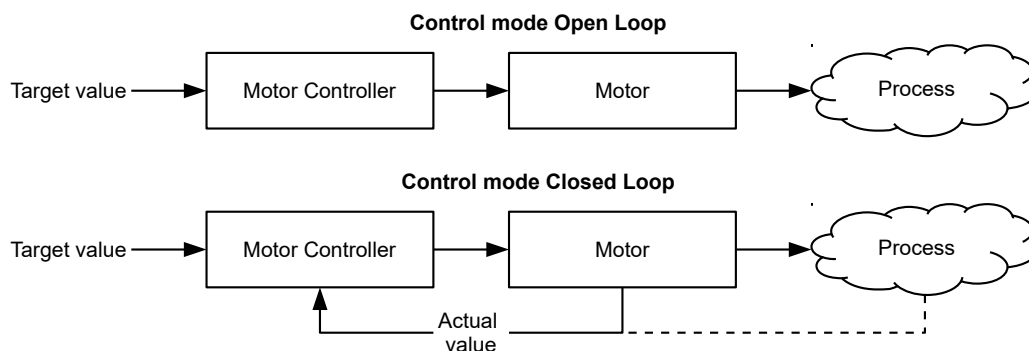 Control mode Open Loop
Target value
Motor Controller
Motor
Process
Control mode Closed Loop
Target value
Motor Controller
Motor
Process
Actual
value